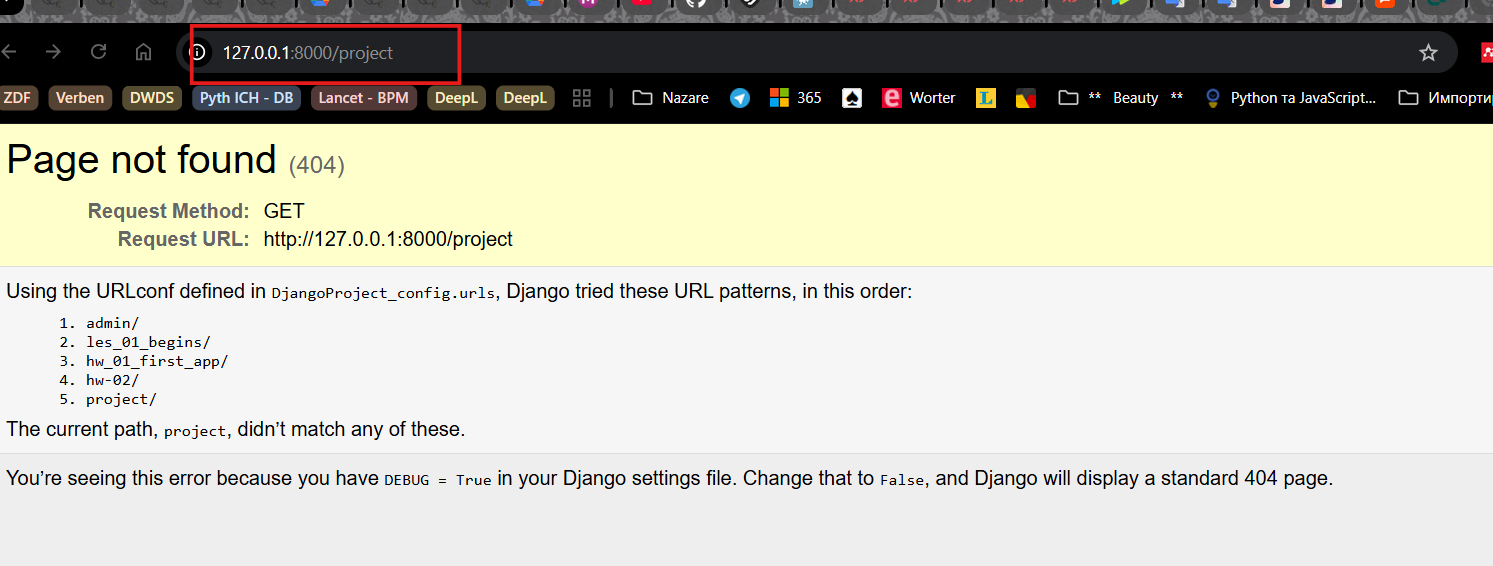 127.0.0.1:8000/project
ZDF Verben DWDS Pyth ICH - DB Lancet - BPM DeepL DeepL Nazare 365 Worter ** Beauty ** Python та JavaScript... Импорти
Page not found (404)
Request Method: GET
Request URL: http://127.0.0.1:8000/project
Using the URLconf defined in DjangoProject_config.urls, Django tried these URL patterns, in this order:
1. admin/
2. les_01_begins/
3. hw_01_first_app/
4. hw-02/
5. project/
The current path, project, didn’t match any of these.
You’re seeing this error because you have DEBUG = True in your Django settings file. Change that to False, and Django will display a standard 404 page.